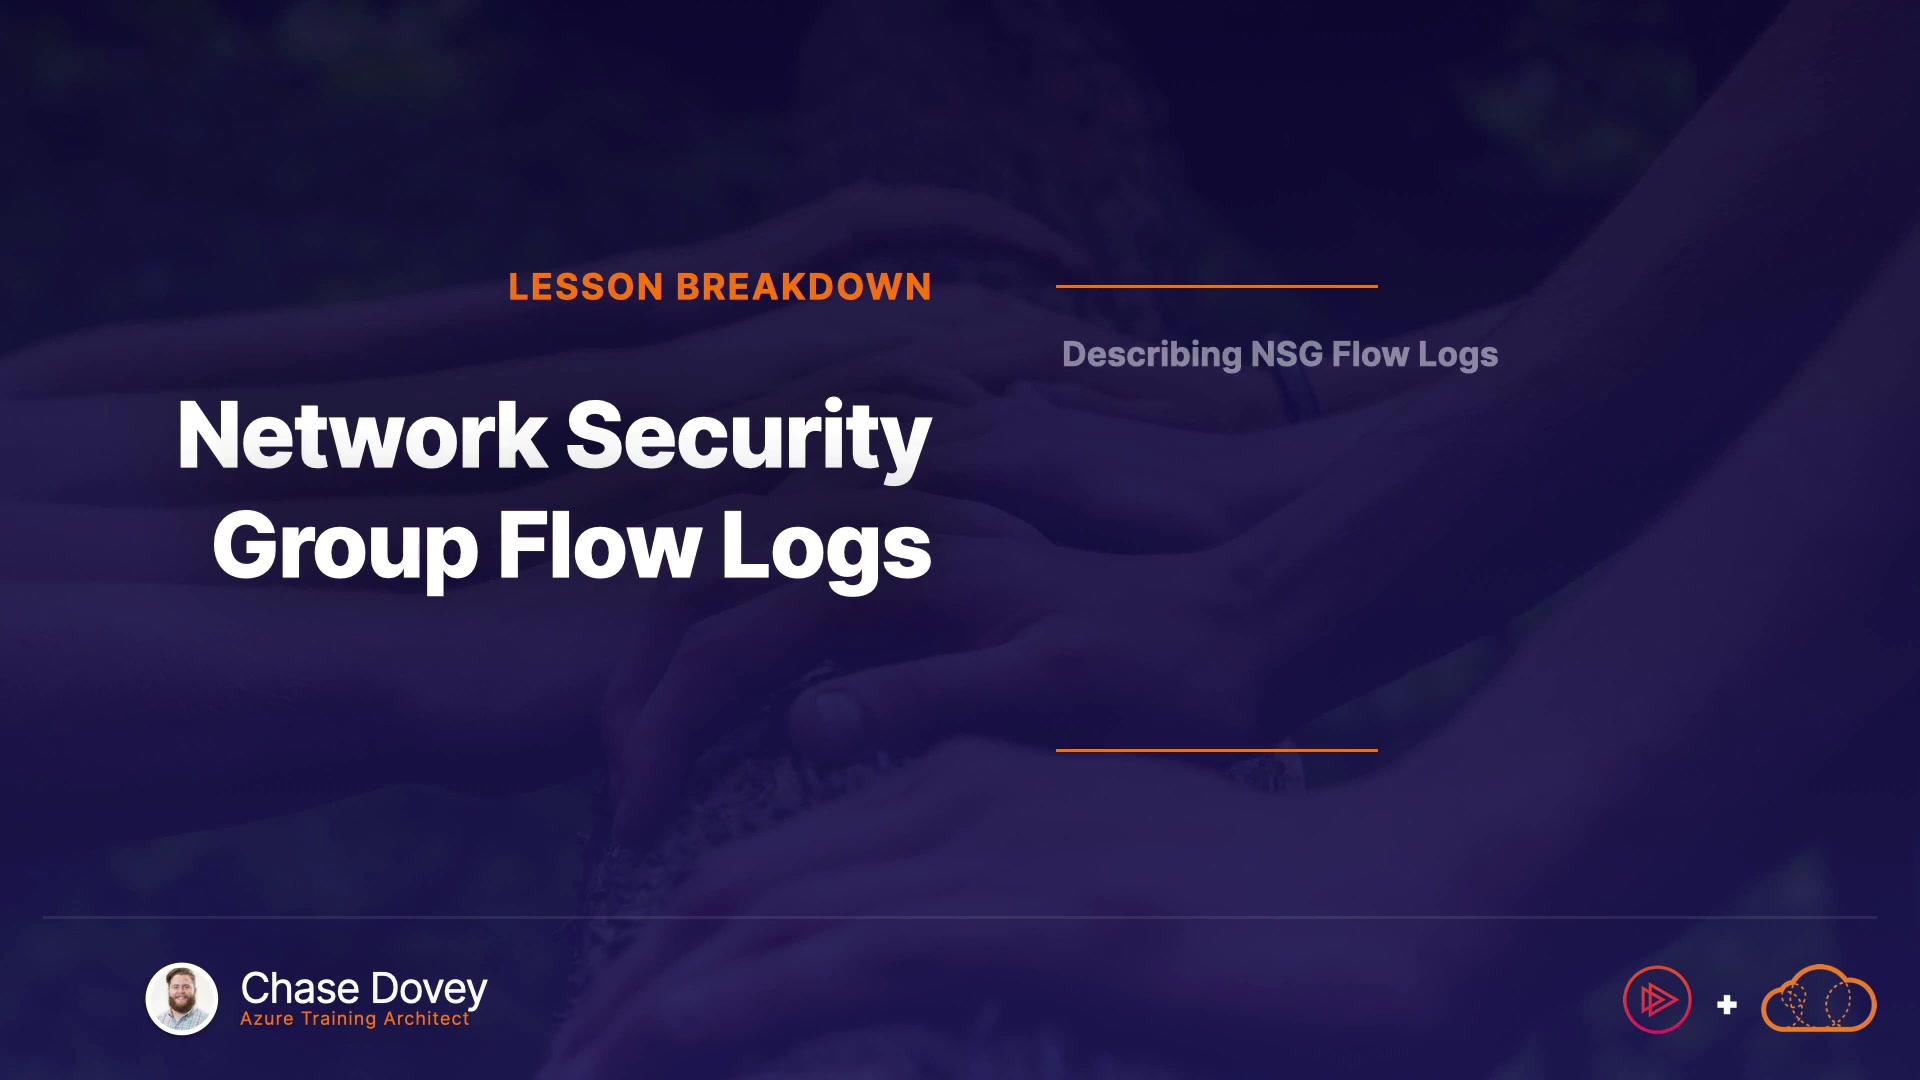 LESSON BREAKDOWN
Network Security
Group Flow Logs
Describing NSG Flow Logs
Chase Dovey
Azure Training Architect